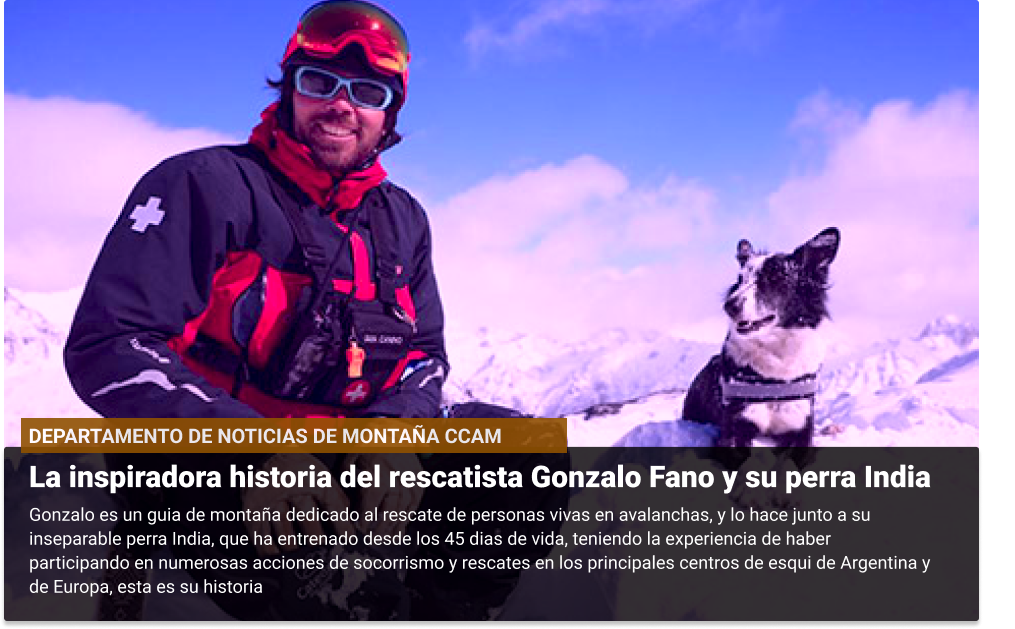 DEPARTAMENTO DE NOTICIAS DE MONTAÑA CCAM
La inspiradora historia del rescatista Gonzalo Fano y su perra India
Gonzalo es un guia de montaña dedicado al rescate de personas vivas en avalanchas, y lo hace junto a su
inseparable perra India, que ha entrenado desde los 45 dias de vida, teniendo la experiencia de haber
participando en numerosas acciones de socorrismo y rescates en los principales centros de esqui de Argentina y
de Europa, esta es su historia